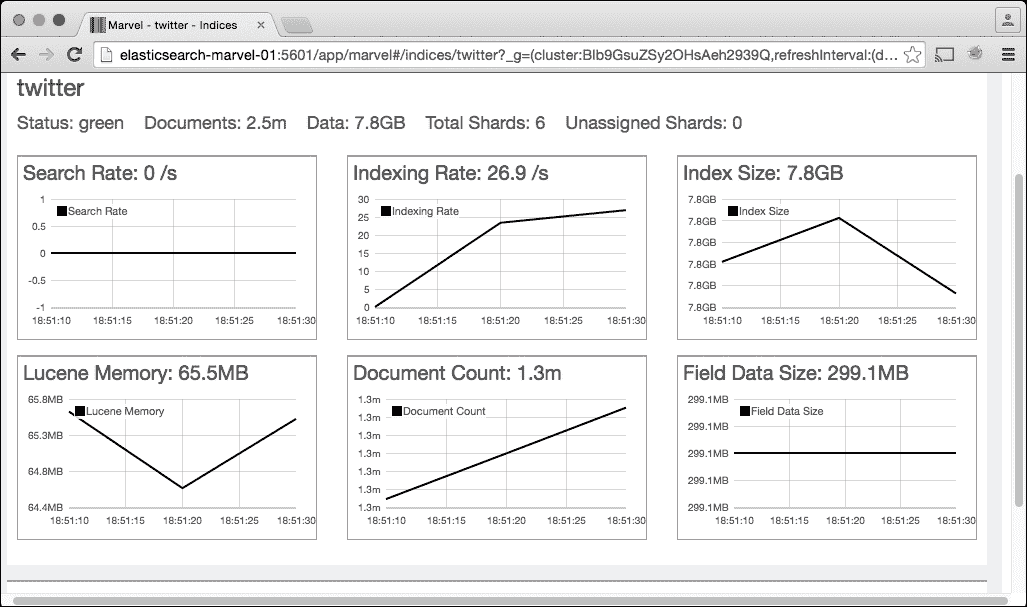 Marvel - twitter - Indices
elasticsearch-marvel-01:5601/app/marvel#/indices/twitter?_g=(cluster:Blb9GsuZSy2OHsAeh2939Q,refreshInterval:(d...
twitter
Status: green Documents: 2.5m Data: 7.8GB Total Shards: 6 Unassigned Shards: 0
Search Rate: 0 /s
Search Rate
1
0.5
0
-0.5
-1
18:51:10 18:51:15 18:51:20 18:51:25 18:51:30
Indexing Rate: 26.9 /s
Indexing Rate
30
25
20
15
10
5
0
18:51:10 18:51:15 18:51:20 18:51:25 18:51:30
Index Size: 7.8GB
Index Size
7.8GB
7.8GB
7.8GB
7.8GB
7.8GB
7.8GB
18:51:10 18:51:15 18:51:20 18:51:25 18:51:30
Lucene Memory: 65.5MB
Lucene Memory
65.8MB
65.3MB
64.8MB
64.4MB
18:51:10 18:51:15 18:51:20 18:51:25 18:51:30
Document Count: 1.3m
Document Count
1.3m
1.3m
1.3m
1.3m
1.3m
1.3m
1.3m
18:51:10 18:51:15 18:51:20 18:51:25 18:51:30
Field Data Size: 299.1MB
Field Data Size
299.1MB
299.1MB
299.1MB
299.1MB
299.1MB
18:51:10 18:51:15 18:51:20 18:51:25 18:51:30